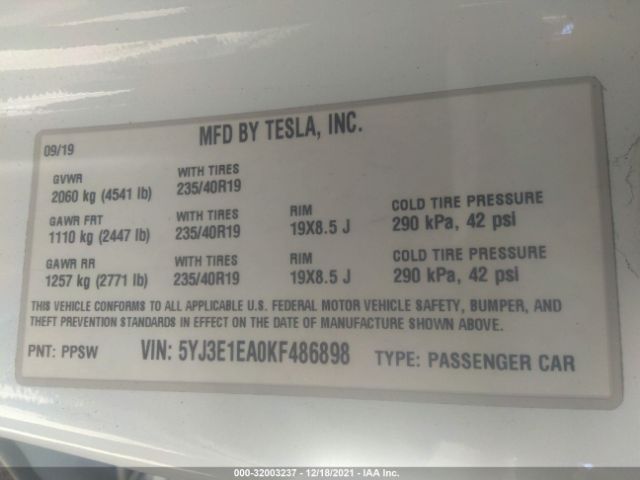 MFD BY TESLA, INC.
09/19
GVWR WITH TIRES
2060 kg (4541 lb) 235/40R19
GAWR FRT WITH TIRES RIM COLD TIRE PRESSURE
1110 kg (2447 lb) 235/40R19 19X8.5 J 290 kPa, 42 psi
GAWR RR WITH TIRES RIM COLD TIRE PRESSURE
1257 kg (2771 lb) 235/40R19 19X8.5 J 290 kPa, 42 psi
THIS VEHICLE CONFORMS TO ALL APPLICABLE U.S. FEDERAL MOTOR VEHICLE SAFETY, BUMPER, AND
THEFT PREVENTION STANDARDS IN EFFECT ON THE DATE OF MANUFACTURE SHOWN ABOVE.
PNT: PPSW VIN: 5YJ3E1EA0KF486898 TYPE: PASSENGER CAR
000-32003237 - 12/18/2021 - IAA Inc.